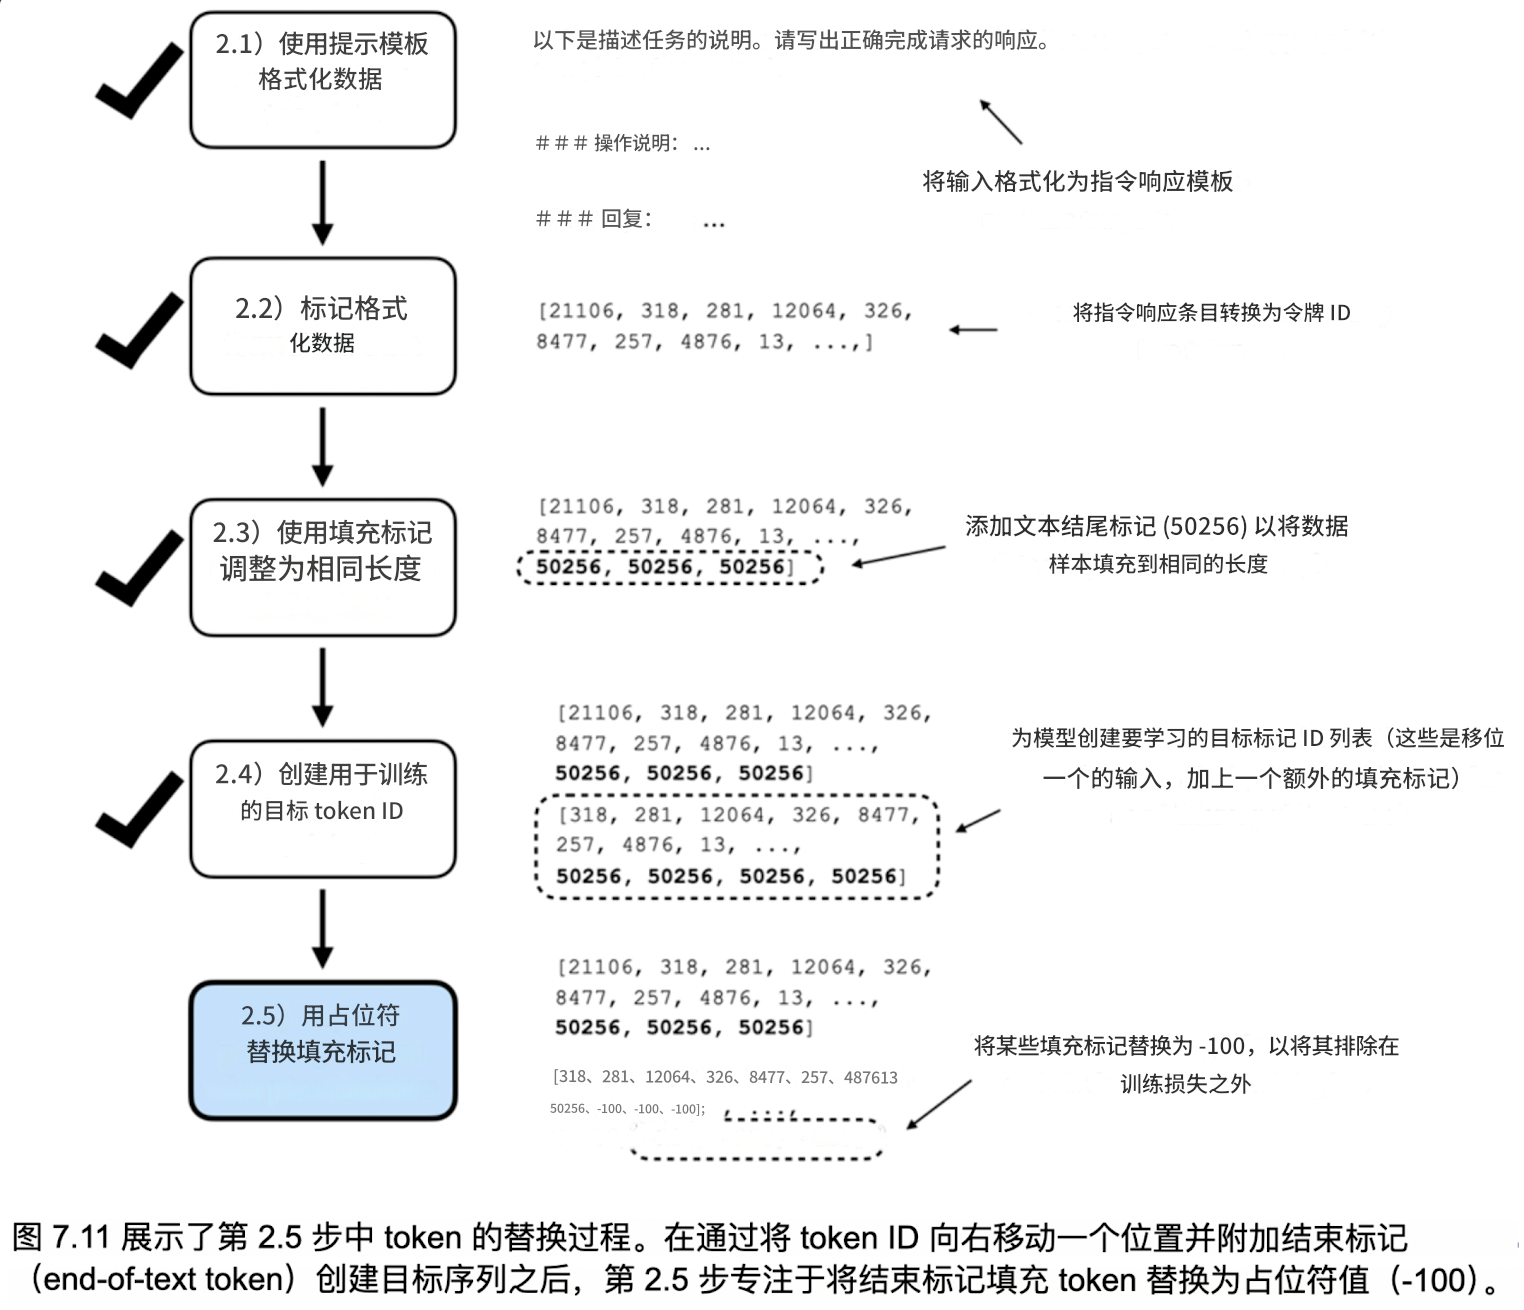 2.1）使用提示模板
格式化数据
以下是描述任务的说明。请写出正确完成请求的响应。
＃＃＃ 操作说明： ...
＃＃＃ 回复： ...
将输入格式化为指令响应模板
2.2）标记格式
化数据
[21106, 318, 281, 12064, 326,
8477, 257, 4876, 13, ...,]
将指令响应条目转换为令牌 ID
2.3）使用填充标记
调整为相同长度
[21106, 318, 281, 12064, 326,
8477, 257, 4876, 13, ...,
50256, 50256, 50256]
添加文本结尾标记 (50256) 以将数据
样本填充到相同的长度
2.4）创建用于训练
的目标 token ID
[21106, 318, 281, 12064, 326,
8477, 257, 4876, 13, ...,
50256, 50256, 50256]
[318, 281, 12064, 326, 8477,
257, 4876, 13, ...,
50256, 50256, 50256, 50256]
为模型创建要学习的目标标记 ID 列表（这些是移位
一个的输入，加上一个额外的填充标记）
2.5）用占位符
替换填充标记
[21106, 318, 281, 12064, 326,
8477, 257, 4876, 13, ...,
50256, 50256, 50256]
[318、281、12064、326、8477、257、487613
50256、-100、-100、-100]； , ...,
将某些填充标记替换为 -100，以将其排除在
训练损失之外
图 7.11 展示了第 2.5 步中 token 的替换过程。在通过将 token ID 向右移动一个位置并附加结束标记
（end-of-text token）创建目标序列之后，第 2.5 步专注于将结束标记填充 token 替换为占位符值（-100）。